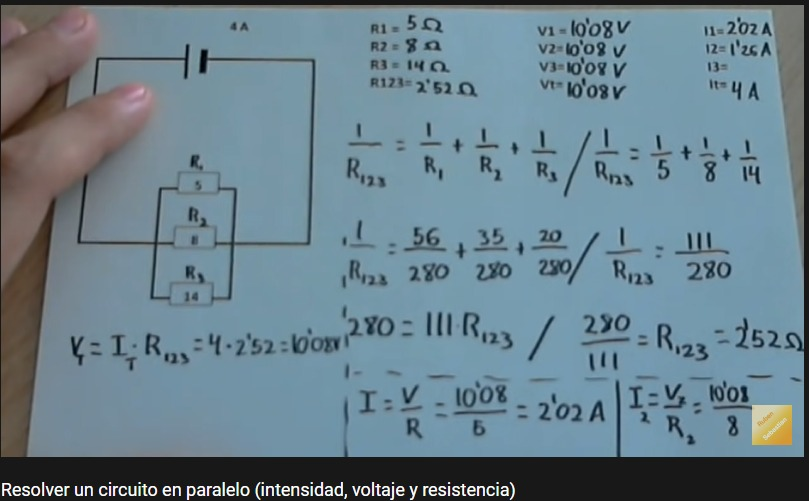 4A
R1 = 5 Ω
R2 = 8 Ω
R3 = 14 Ω
R123= 2'52 Ω
V1 = 10'08 V
V2= 10'08 V
V3= 10'08 V
Vt= 10'08 V
I1= 2'02 A
I2= 1'26 A
I3=
It= 4 A
R1
5
R2
8
R3
14
1/R123 = 1/R1 + 1/R2 + 1/R3 / 1/R123 = 1/5 + 1/8 + 1/14
1/R123 = 56/280 + 35/280 + 20/280 / 1/R123 = 111/280
280 = 111·R123 / 280/111 = R123 = 2'52Ω
VT = IT · R123 = 4 · 2'52 = 10'08V
I = V/R = 10'08/5 = 2'02 A
I2 = V2/R2 = 10'08/8
Ruben Sebastian
Resolver un circuito en paralelo (intensidad, voltaje y resistencia)